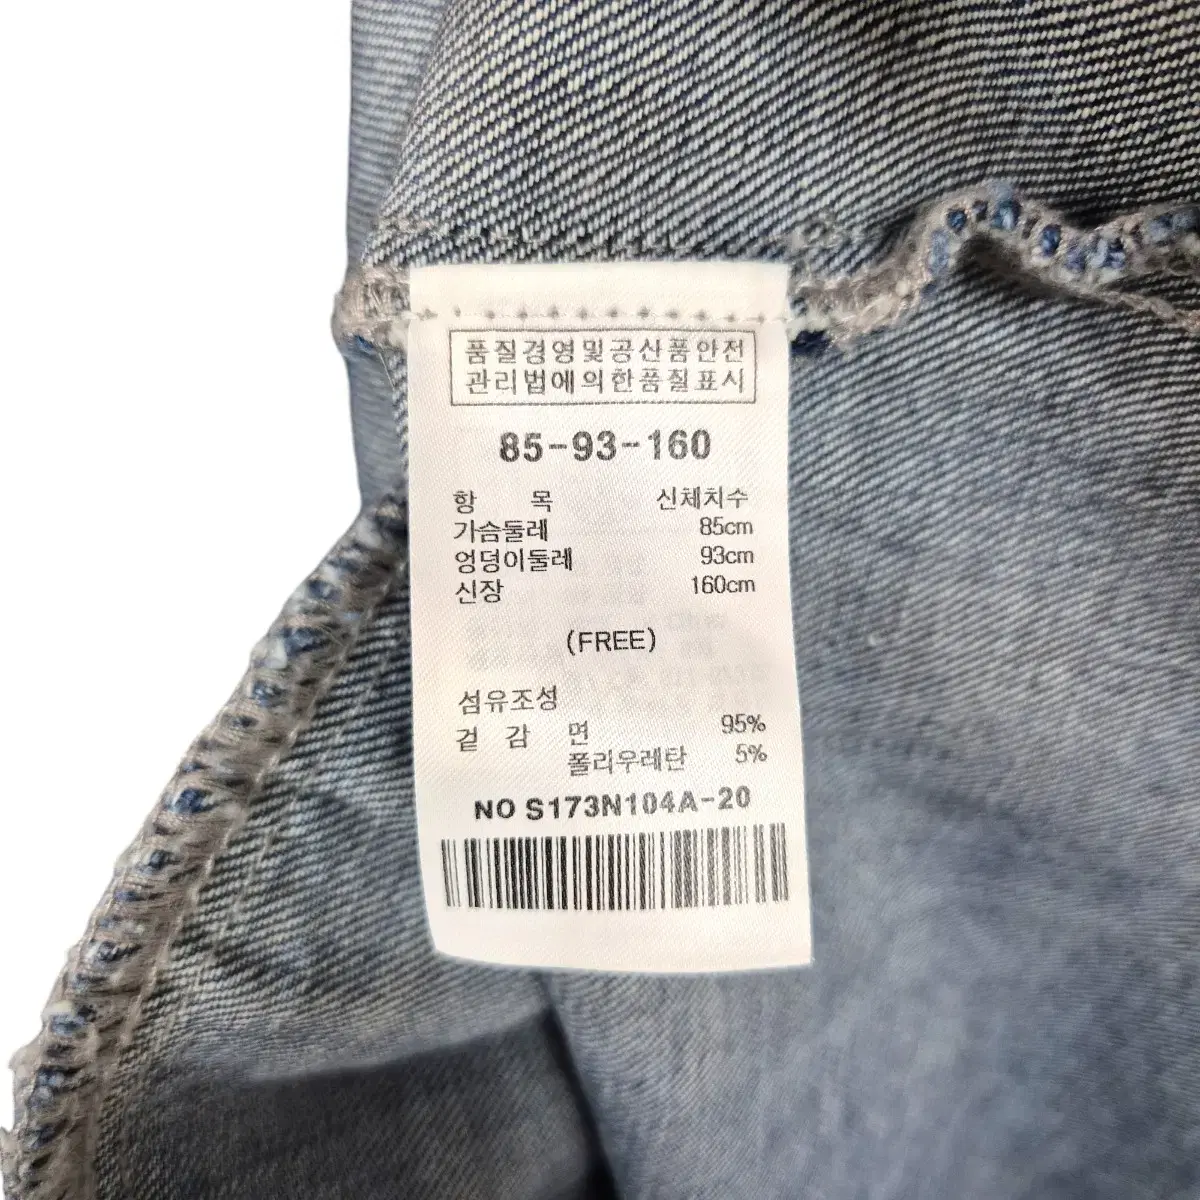 품질경영및공산품안전
관리법에의한품질표시
85-93-160
항 목 신체치수
가슴둘레 85cm
엉덩이둘레 93cm
신장 160cm
(FREE)
섬유조성
겉 감 면 95%
폴리우레탄 5%
NO S173N104A-20